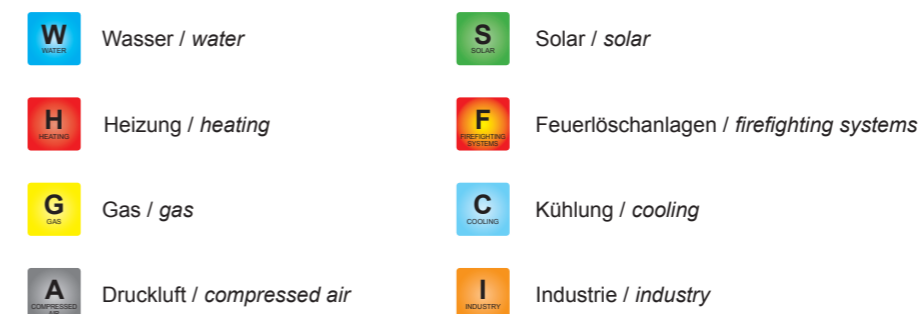 W
WATER
Wasser / water
S
SOLAR
Solar / solar
H
HEATING
Heizung / heating
F
FIREFIGHTING
SYSTEMS
Feuerlöschanlagen / firefighting systems
G
GAS
Gas / gas
C
COOLING
Kühlung / cooling
A
COMPRESSED
AIR
Druckluft / compressed air
I
INDUSTRY
Industrie / industry